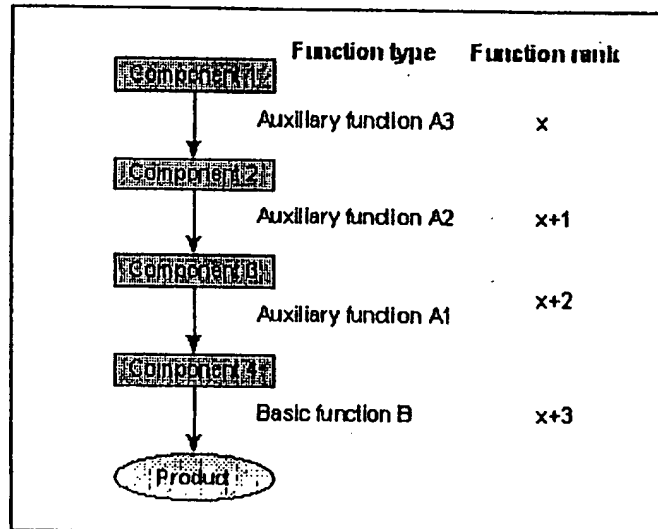 Function type Function rank
Component 1
Auxiliary function A3 x
Component 2
Auxiliary function A2 x+1
Component 3
Auxiliary function A1 x+2
Component 4
Basic function B x+3
Product